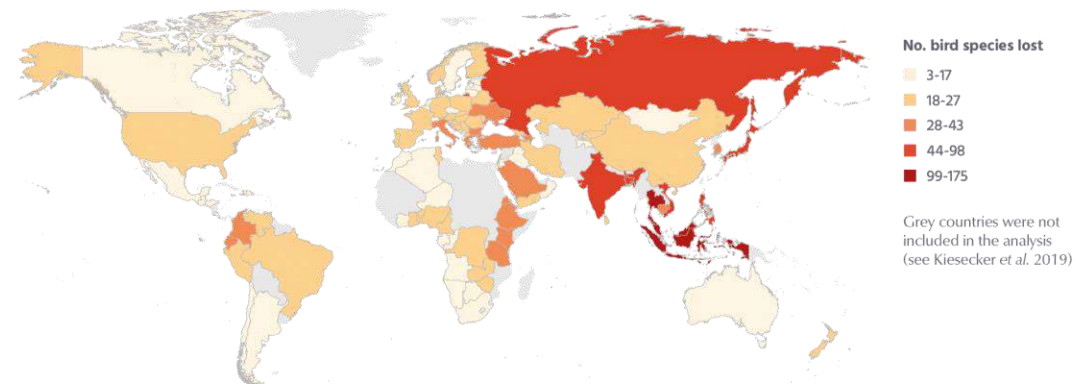 No. bird species lost
3-17
18-27
28-43
44-98
99-175
Grey countries were not
included in the analysis
(see Kiesecker et al. 2019)